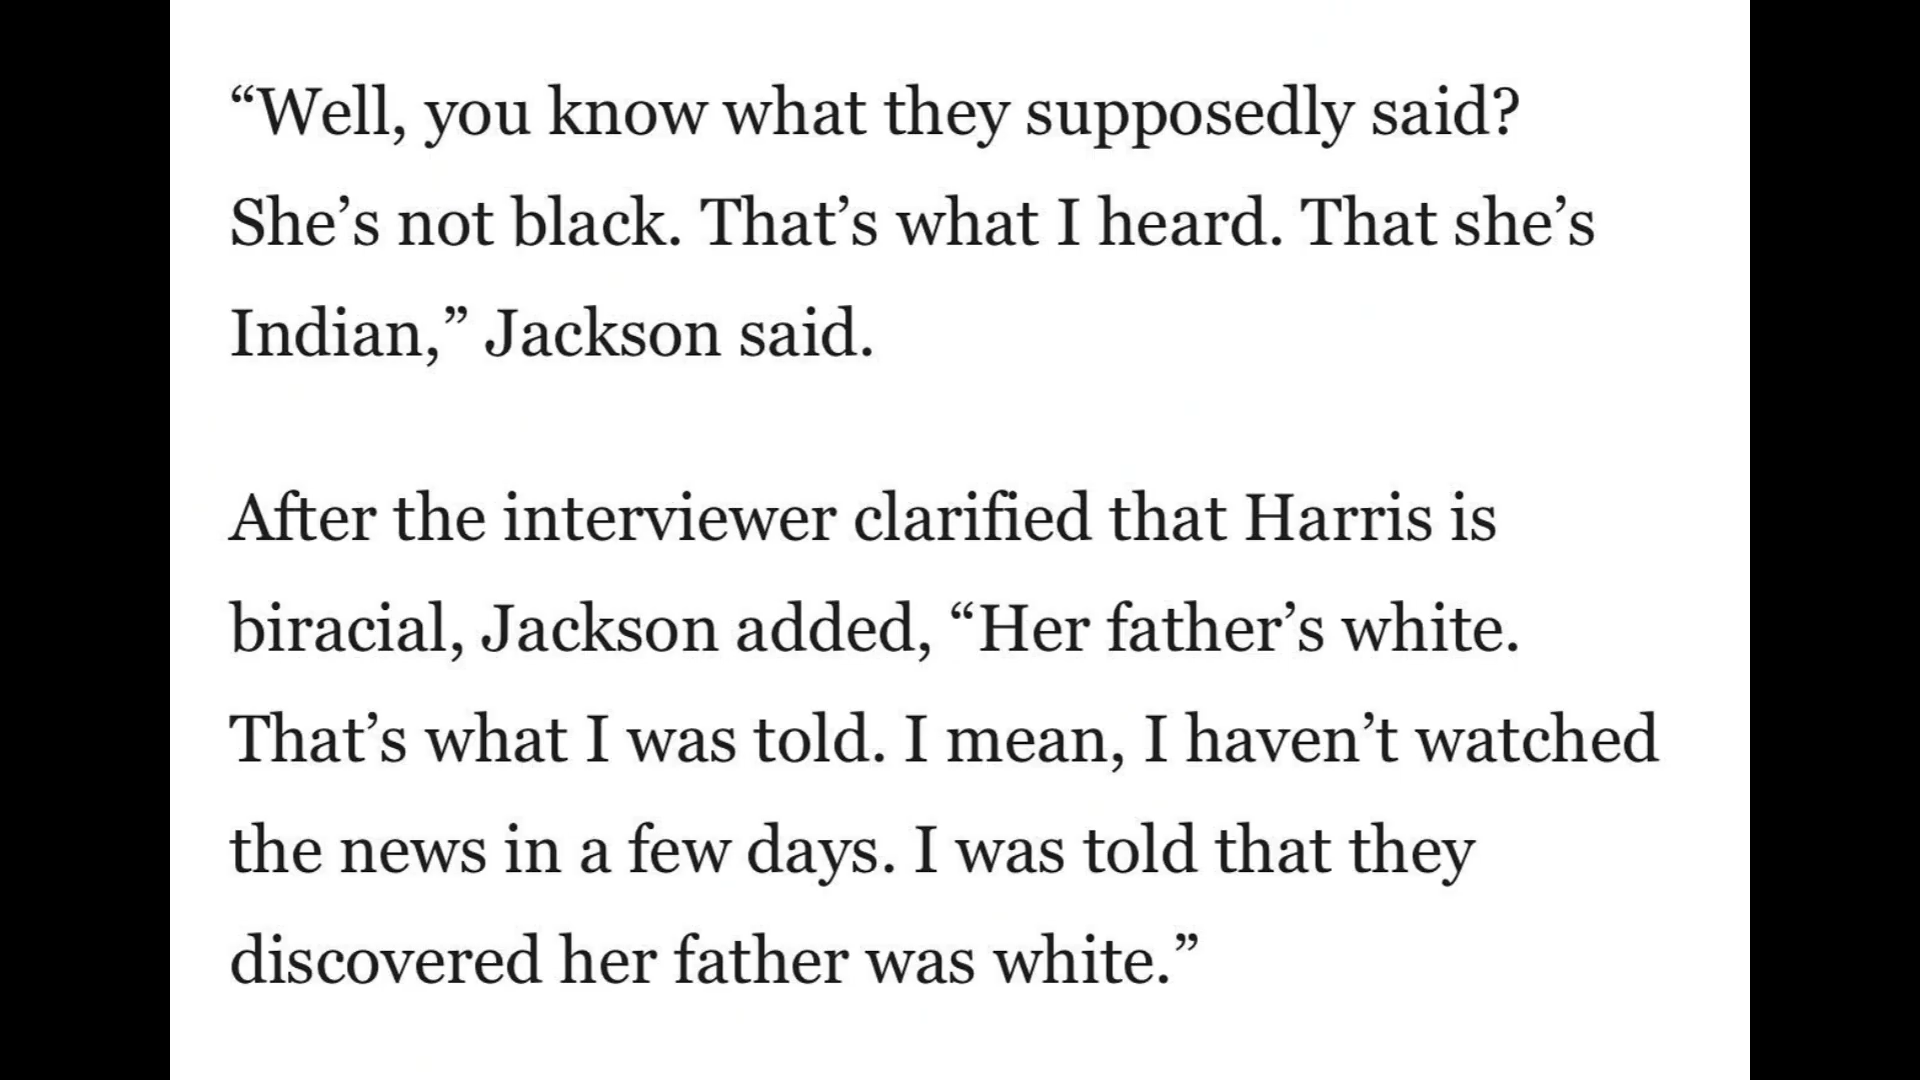 “Well, you know what they supposedly said?
She’s not black. That’s what I heard. That she’s
Indian,” Jackson said.
After the interviewer clarified that Harris is
biracial, Jackson added, “Her father’s white.
That’s what I was told. I mean, I haven’t watched
the news in a few days. I was told that they
discovered her father was white.”